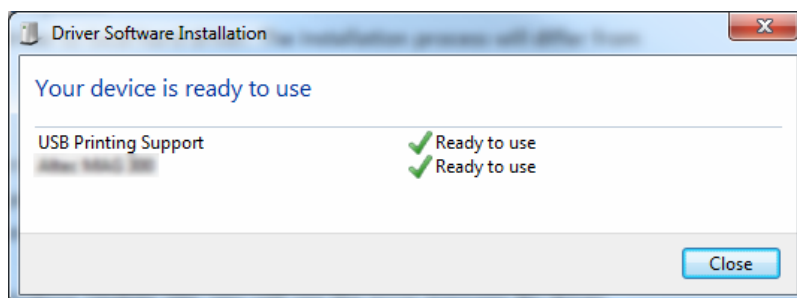 Driver Software Installation
Your device is ready to use
USB Printing Support Ready to use
Ready to use
Close